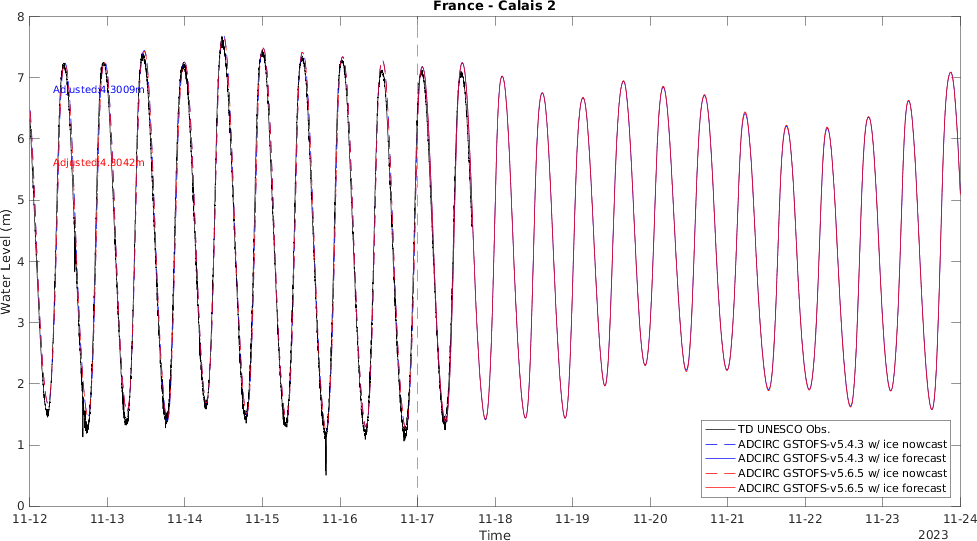 France - Calais 2
8
7
6
5
4
3
2
1
0
Water Level (m)
Adjusted:4.3009m
Adjusted:4.3042m
TD UNESCO Obs.
ADCIRC GSTOFS-v5.4.3 w/ ice nowcast
ADCIRC GSTOFS-v5.4.3 w/ ice forecast
ADCIRC GSTOFS-v5.6.5 w/ ice nowcast
ADCIRC GSTOFS-v5.6.5 w/ ice forecast
11-12 11-13 11-14 11-15 11-16 11-17 11-18 11-19 11-20 11-21 11-22 11-23 11-24
Time
2023